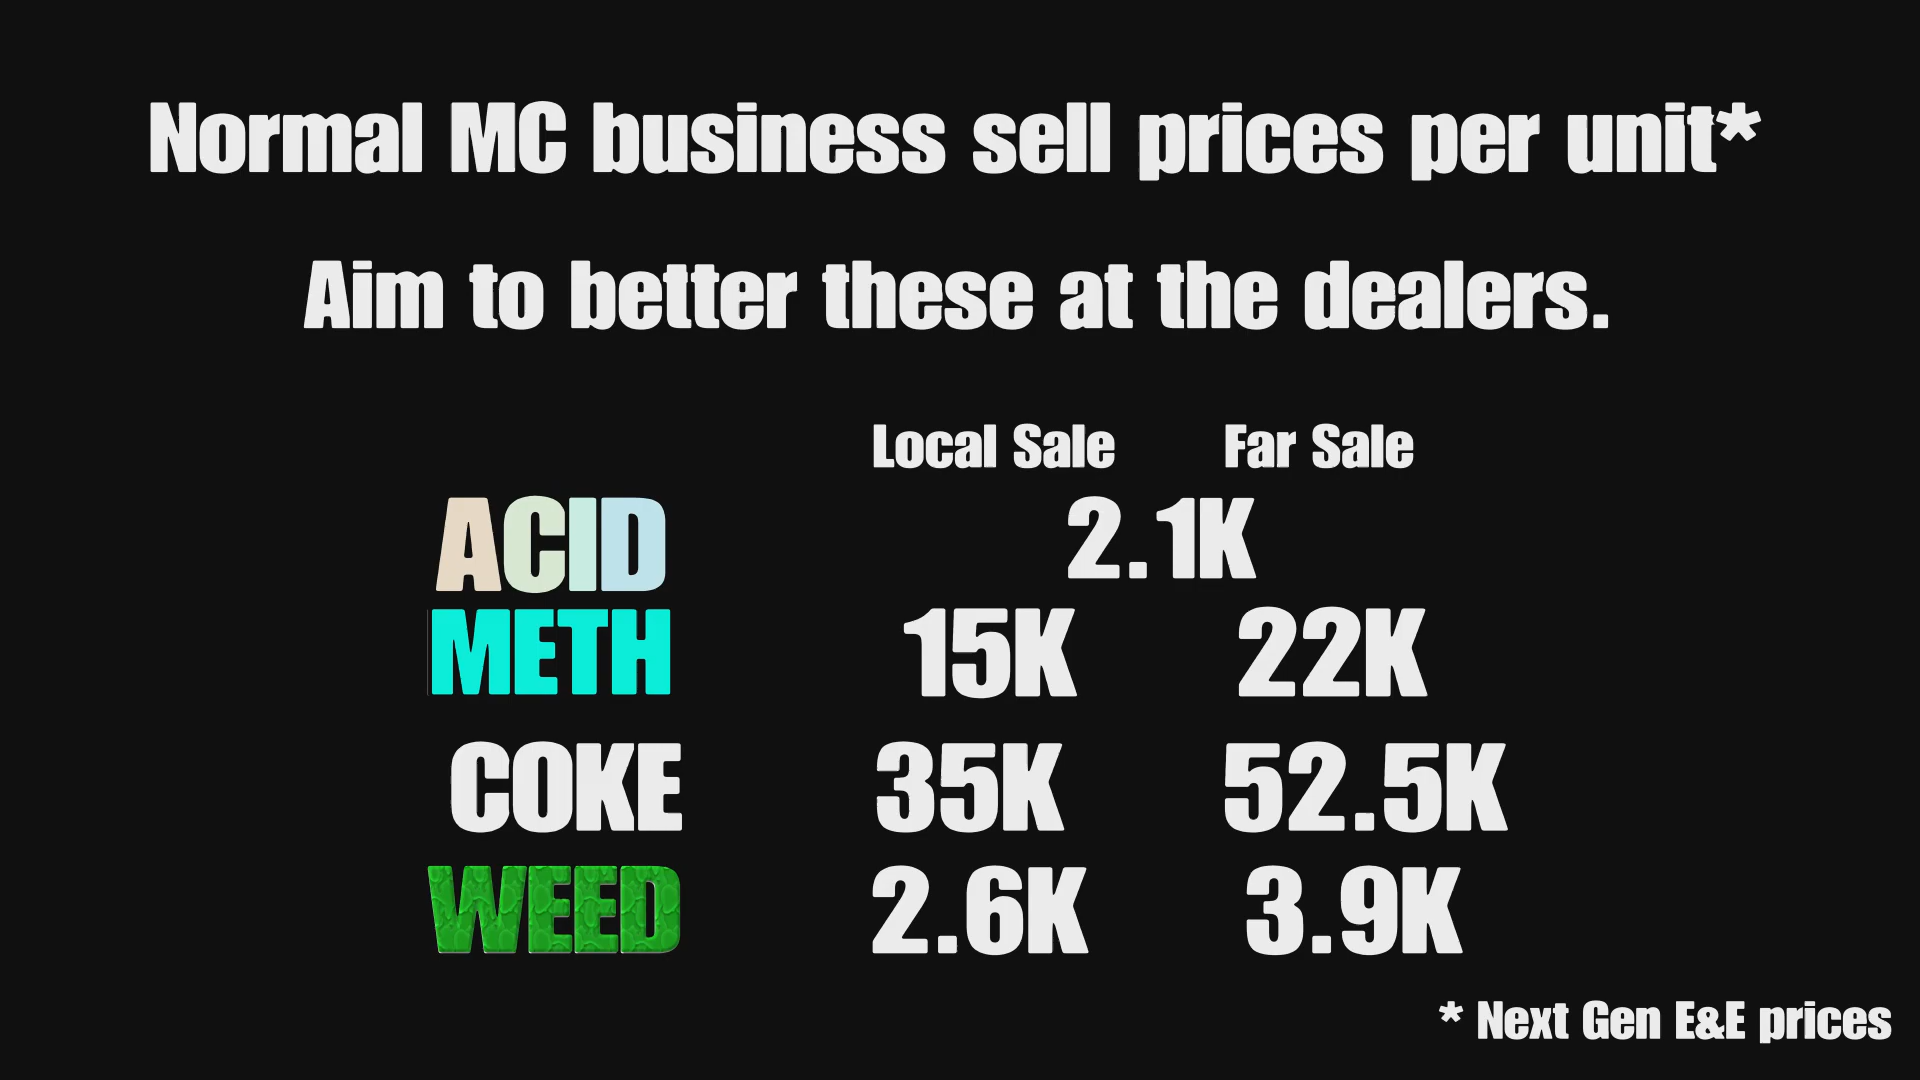 Normal MC business sell prices per unit*
Aim to better these at the dealers.
Local Sale Far Sale
ACID 2.1K
METH 15K 22K
COKE 35K 52.5K
WEED 2.6K 3.9K
* Next Gen E&E prices